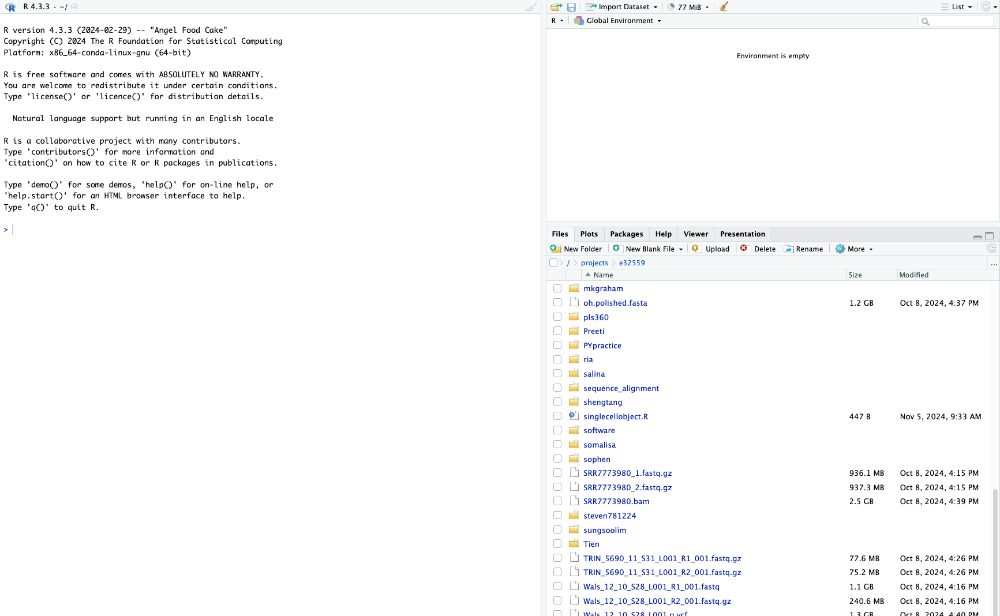 R 4.3.3 · ~/
R version 4.3.3 (2024-02-29) -- "Angel Food Cake"
Copyright (C) 2024 The R Foundation for Statistical Computing
Platform: x86_64-conda-linux-gnu (64-bit)
R is free software and comes with ABSOLUTELY NO WARRANTY.
You are welcome to redistribute it under certain conditions.
Type 'license()' or 'licence()' for distribution details.
Natural language support but running in an English locale
R is a collaborative project with many contributors.
Type 'contributors()' for more information and
'citation()' on how to cite R or R packages in publications.
Type 'demo()' for some demos, 'help()' for on-line help, or
'help.start()' for an HTML browser interface to help.
Type 'q()' to quit R.
>
Import Dataset 77 MiB List
R Global Environment
Environment is empty
Files Plots Packages Help Viewer Presentation
New Folder New Blank File Upload Delete Rename More
/ projects e32559 ...
Name Size Modified
mkgraham
oh.polished.fasta 1.2 GB Oct 8, 2024, 4:37 PM
pls360
Preeti
PYpractice
ria
salina
sequence_alignment
shengtang
singlecellobject.R 447 B Nov 5, 2024, 9:33 AM
software
somalisa
sophen
SRR7773980_1.fastq.gz 936.1 MB Oct 8, 2024, 4:15 PM
SRR7773980_2.fastq.gz 937.3 MB Oct 8, 2024, 4:15 PM
SRR7773980.bam 2.5 GB Oct 8, 2024, 4:39 PM
steven781224
sungsoolim
Tien
TRIN_5690_11_S31_L001_R1_001.fastq.gz 77.6 MB Oct 8, 2024, 4:26 PM
TRIN_5690_11_S31_L001_R2_001.fastq.gz 75.2 MB Oct 8, 2024, 4:26 PM
Wals_12_10_S28_L001_R1_001.fastq 1.1 GB Oct 8, 2024, 4:16 PM
Wals_12_10_S28_L001_R2_001.fastq.gz 240.6 MB Oct 8, 2024, 4:16 PM
Wals_12_10_S28_L001.g.vcf 1.3 GB Oct 8, 2024, 4:40 PM